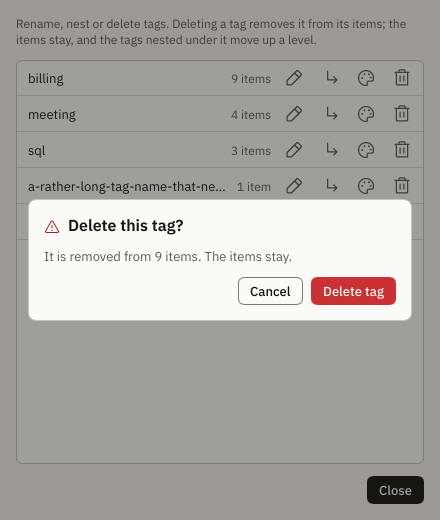 Rename, nest or delete tags. Deleting a tag removes it from its items; the
items stay, and the tags nested under it move up a level.
billing 9 items
meeting 4 items
sql 3 items
a-rather-long-tag-name-that-ne... 1 item
Delete this tag?
It is removed from 9 items. The items stay.
Cancel Delete tag
Close